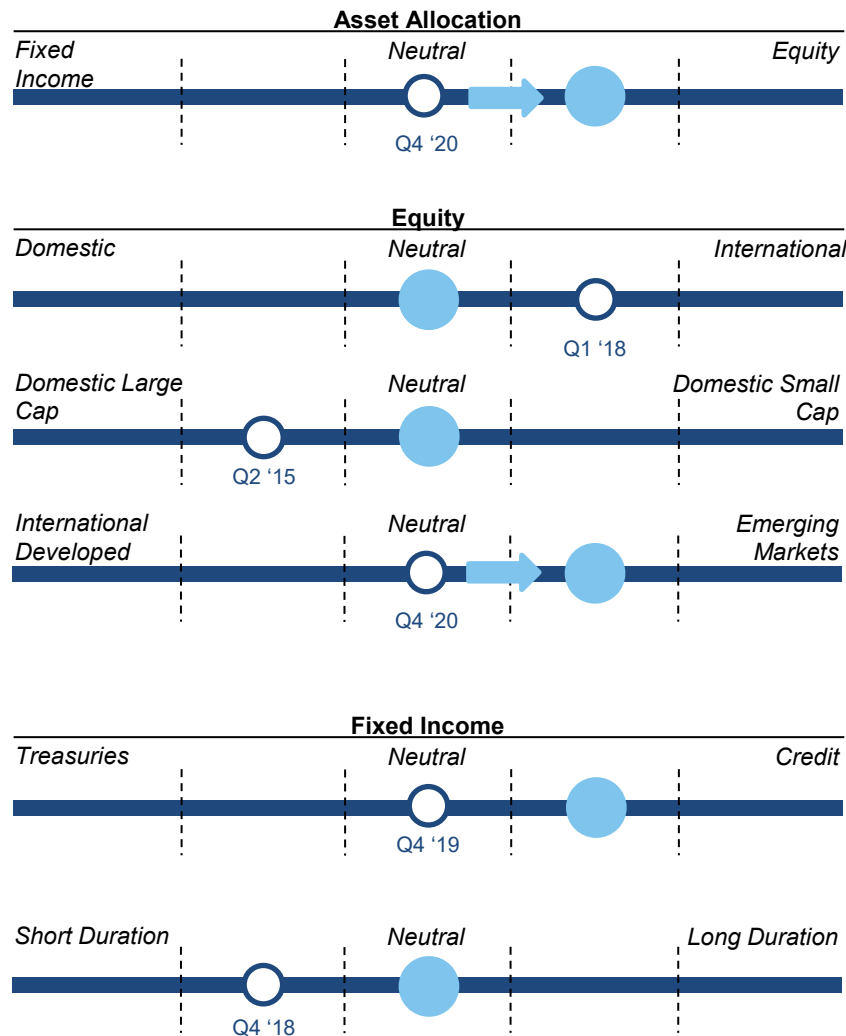 Asset Allocation
Fixed
Income
Neutral
Equity
Q4 ‘20
Equity
Domestic
Neutral
International
Q1 ‘18
Domestic Large
Cap
Neutral
Domestic Small
Cap
Q2 ‘15
International
Developed
Neutral
Emerging
Markets
Q4 ‘20
Fixed Income
Treasuries
Neutral
Credit
Q4 ‘19
Short Duration
Neutral
Long Duration
Q4 ‘18